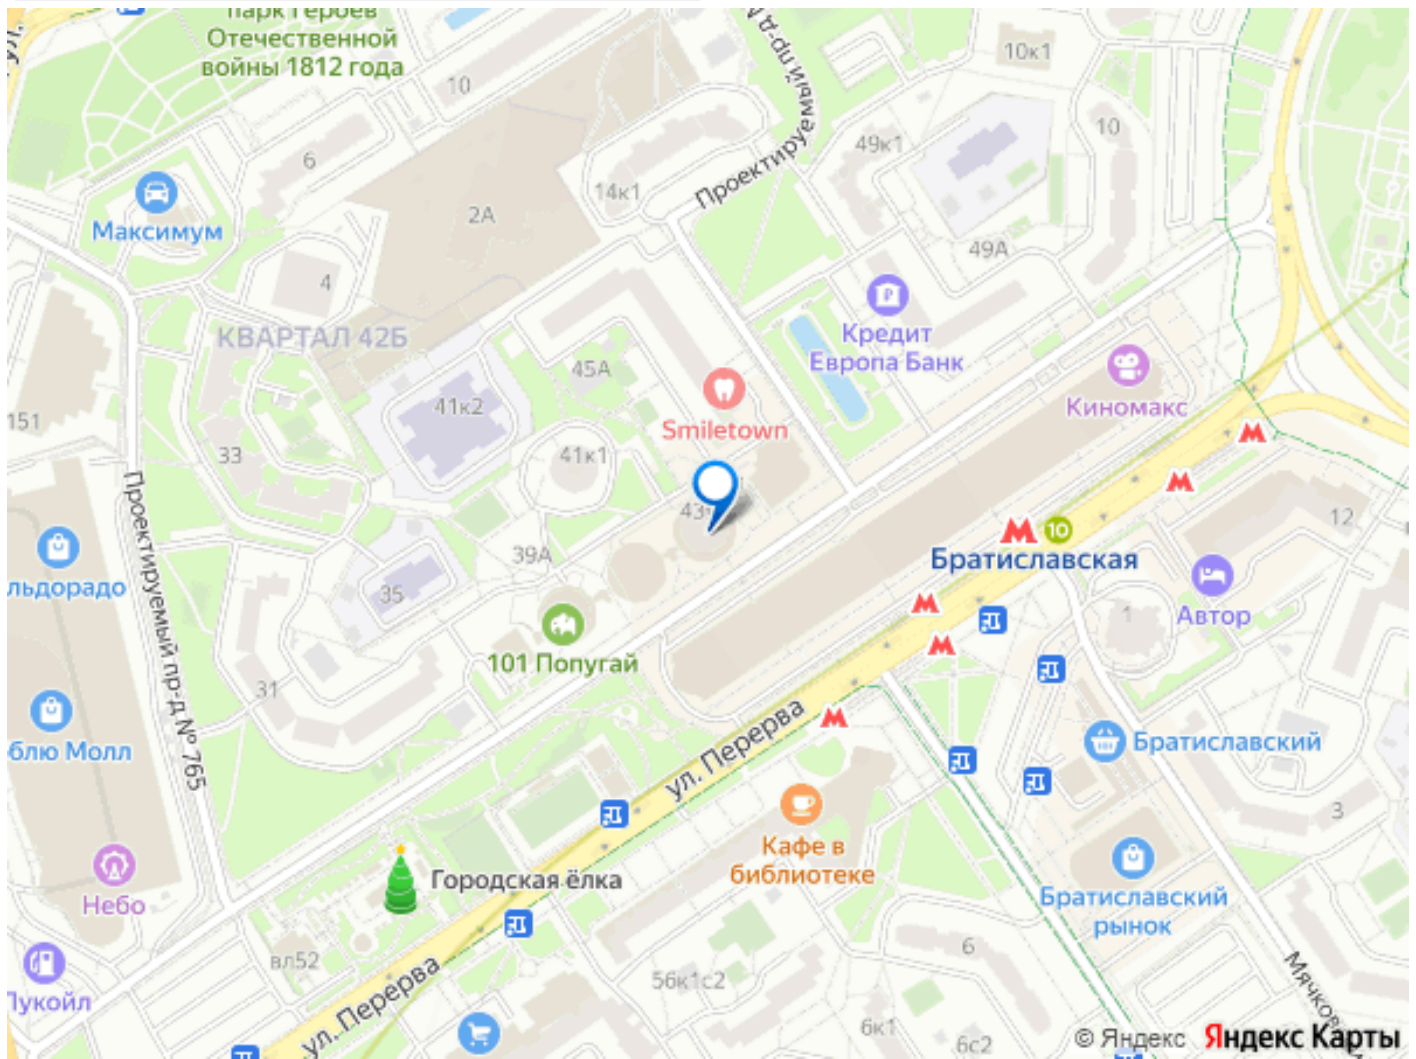 парк Героев
Отечественной
войны 1812 года
10
10к1
6
14к1
49к1
10
Проектируемый пр-д
2А
Максимум
49А
4
КВАРТАЛ 42Б
Кредит
Европа Банк
45А
Smiletown
Киномакс
41к2
151
33
41к1
Проектируемый пр-д № 765
39А
35
12
10
Братиславская
льдорадо
1
Автор
101 Попугай
31
блю Молл
ул. Перерва
Братиславский
3
Кафе в
библиотеке
Городская ёлка
Небо
Братиславский
рынок
6
вл52
56к1с2
Лукойл
ул. Перерва
6к1
6с2
© Яндекс Яндекс Карты